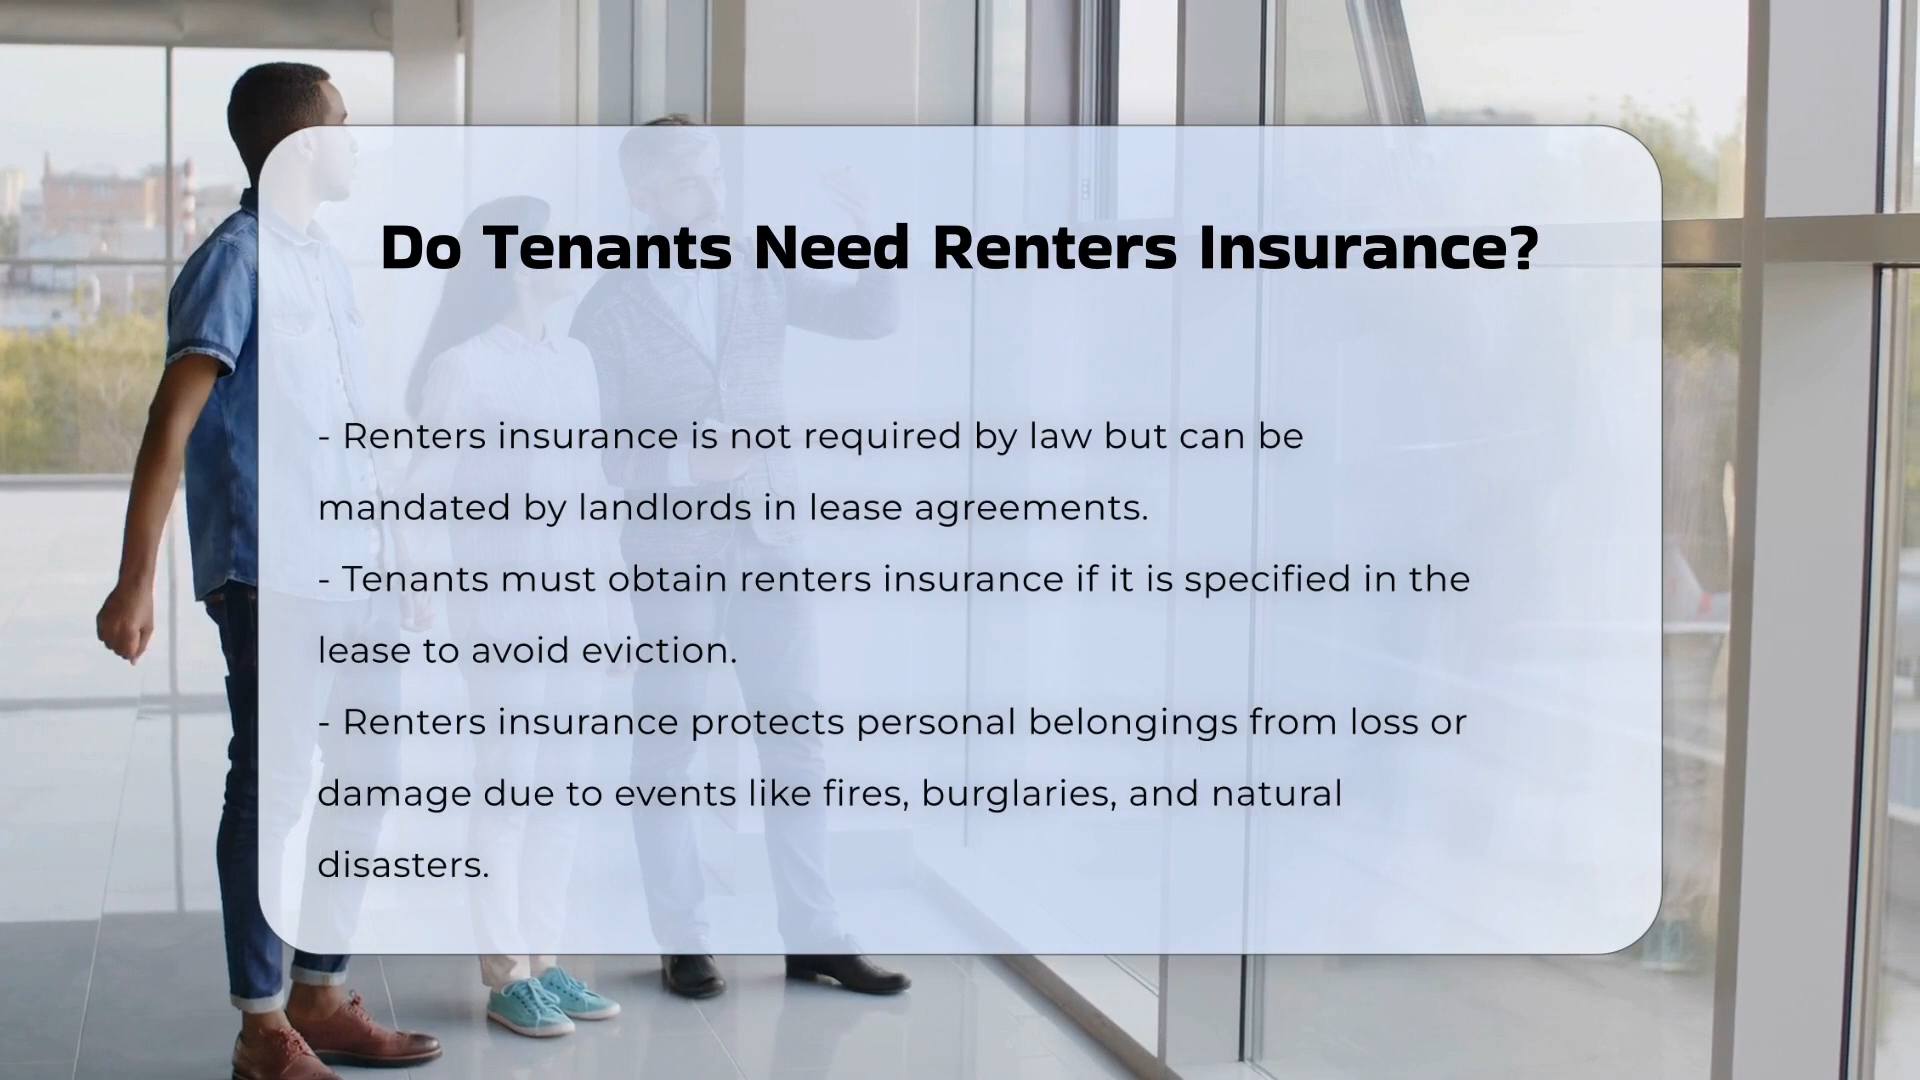 Do Tenants Need Renters Insurance?
- Renters insurance is not required by law but can be
mandated by landlords in lease agreements.
- Tenants must obtain renters insurance if it is specified in the
lease to avoid eviction.
- Renters insurance protects personal belongings from loss or
damage due to events like fires, burglaries, and natural
disasters.